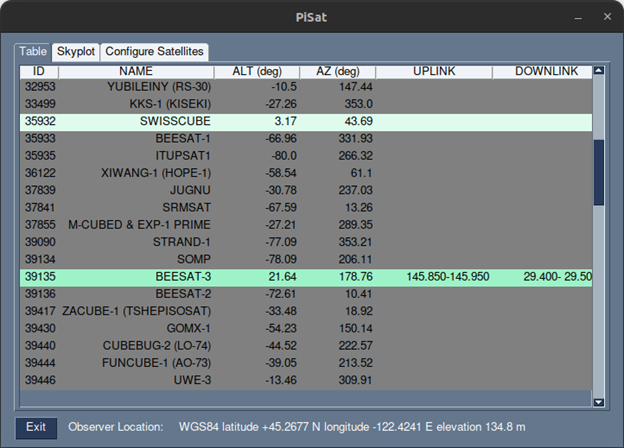 PiSat
Table Skyplot Configure Satellites
ID NAME ALT (deg) AZ (deg) UPLINK DOWNLINK
32953 YUBILEINY (RS-30) -10.5 147.44
33499 KKS-1 (KISEKI) -27.26 353.0
35932 SWISSCUBE 3.17 43.69
35933 BEESAT-1 -66.96 331.93
35935 ITUPSAT1 -80.0 266.32
36122 XIWANG-1 (HOPE-1) -58.54 61.1
37839 JUGNU -30.78 237.03
37841 SRMSAT -67.59 13.26
37855 M-CUBED & EXP-1 PRIME -27.21 289.35
39090 STRAND-1 -77.09 353.21
39134 SOMP -78.09 206.11
39135 BEESAT-3 21.64 178.76 145.850-145.950 29.400- 29.50
39136 BEESAT-2 -72.61 10.41
39417 ZACUBE-1 (TSHEPISOSAT) -33.48 18.92
39430 GOMX-1 -54.23 150.14
39440 CUBEBUG-2 (LO-74) -44.52 222.57
39444 FUNCUBE-1 (AO-73) -39.05 213.52
39446 UWE-3 -13.46 309.91
Exit Observer Location: WGS84 latitude +45.2677 N longitude -122.4241 E elevation 134.8 m